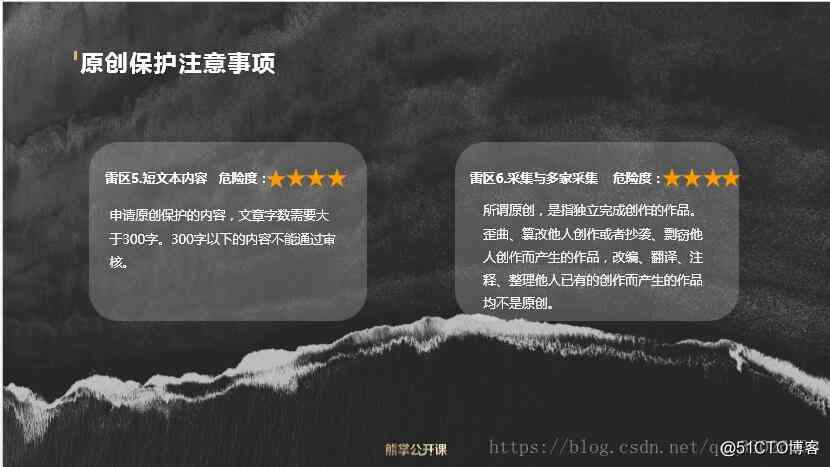 原创保护注意事项
雷区5.短文本内容 危险度：★★★★
申请原创保护的内容，文章字数需要大
于300字。300字以下的内容不能通过审
核。
雷区6.采集与多家采集 危险度：★★★★
所谓原创，是指独立完成创作的作品。
歪曲、篡改他人创作或者抄袭、剽窃他
人创作而产生的作品，改编、翻译、注
释、整理他人已有的创作而产生的作品
均不是原创。
熊掌公开课
https://blog.csdn.net/
@51CTO博客